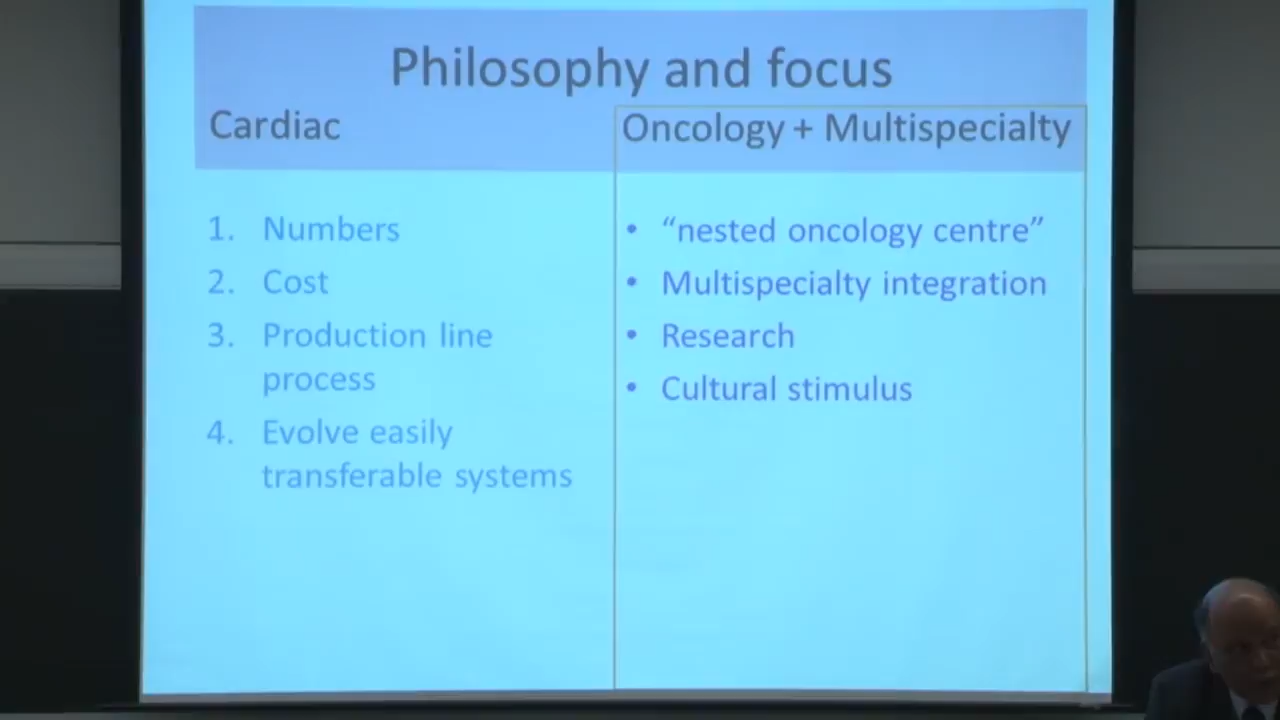 Philosophy and focus
Cardiac
1. Numbers
2. Cost
3. Production line
process
4. Evolve easily
transferable systems
Oncology + Multispecialty
• “nested oncology centre”
• Multispecialty integration
• Research
• Cultural stimulus